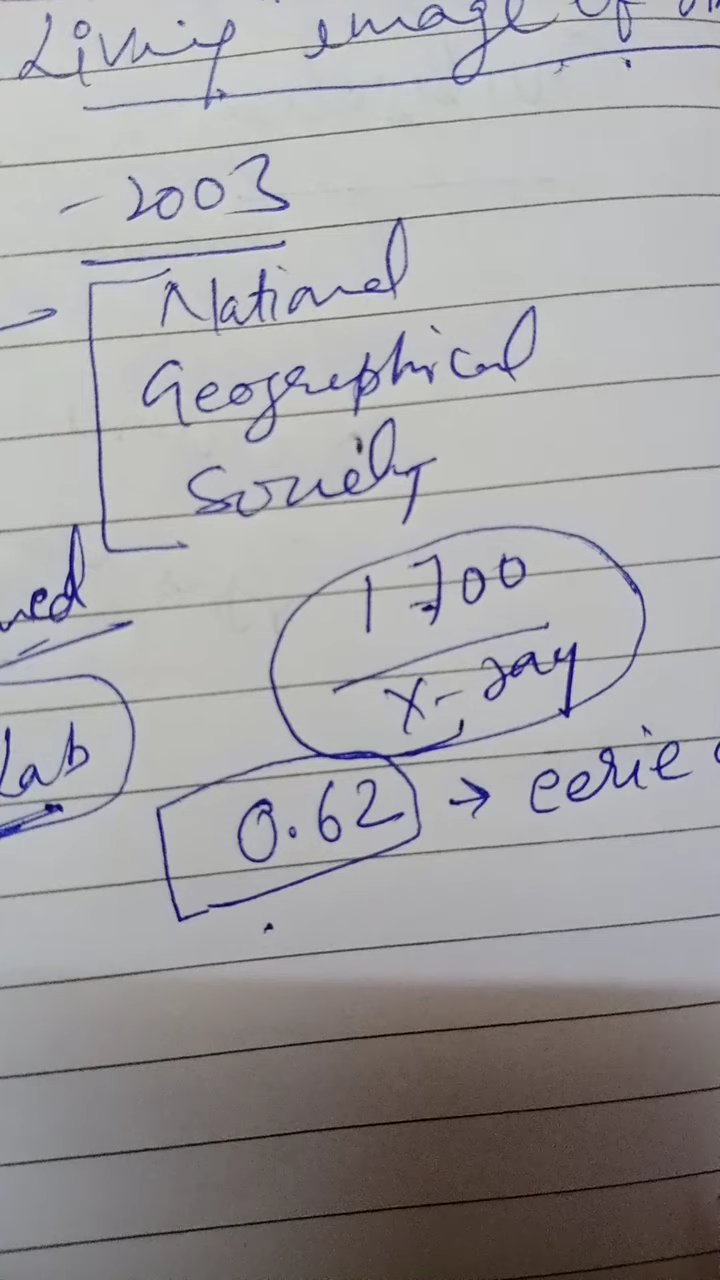 Living image of
- 2003
→ National
Geographical
Society
1700
X-ray
Lab
0.62 → eerie